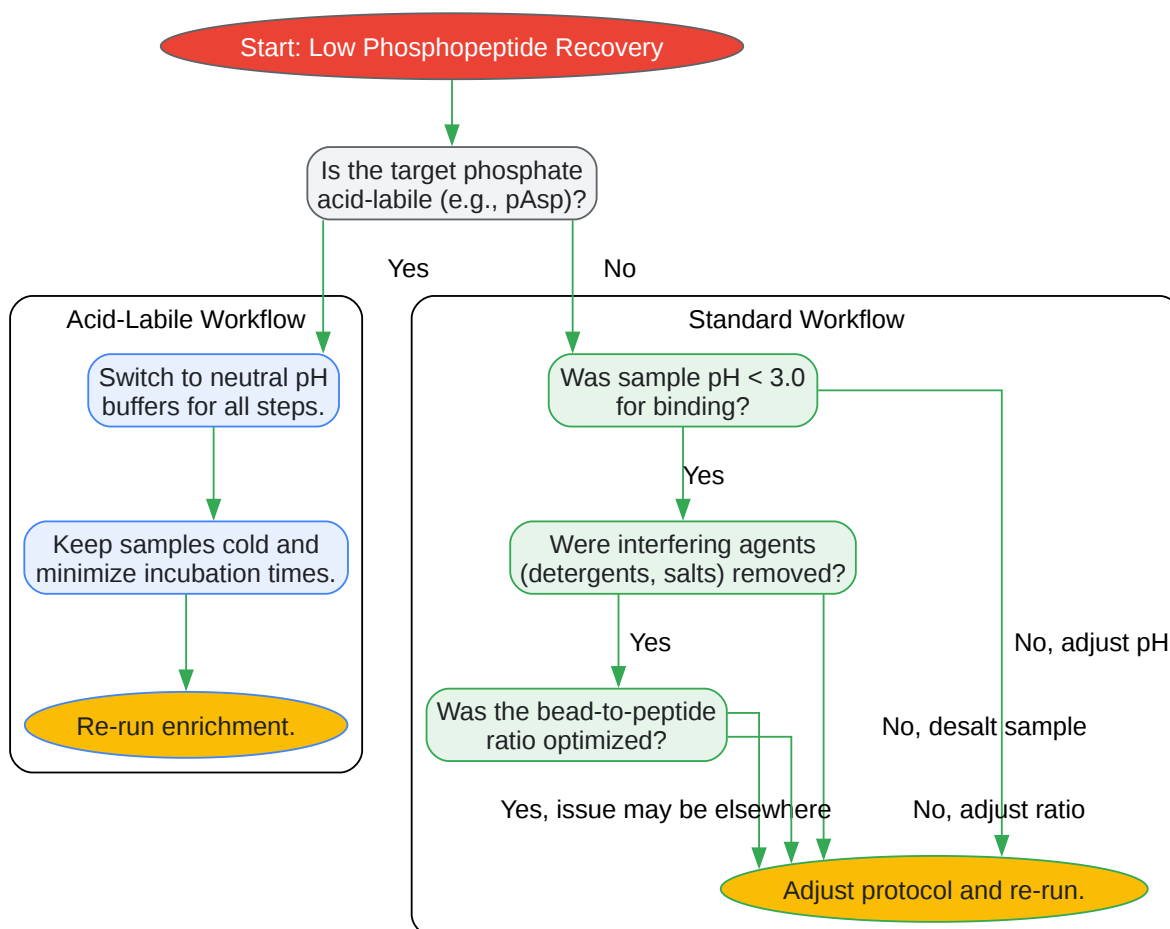 Start: Low Phosphopeptide Recovery
Is the target phosphate
acid-labile (e.g., pAsp)?
Yes
No
Acid-Labile Workflow
Standard Workflow
Switch to neutral pH
buffers for all steps.
Was sample pH < 3.0
for binding?
Yes
Keep samples cold and
minimize incubation times.
Were interfering agents
(detergents, salts) removed?
Yes
No, adjust pH
Re-run enrichment.
Was the bead-to-peptide
ratio optimized?
No, desalt sample
Yes, issue may be elsewhere
No, adjust ratio
Adjust protocol and re-run.